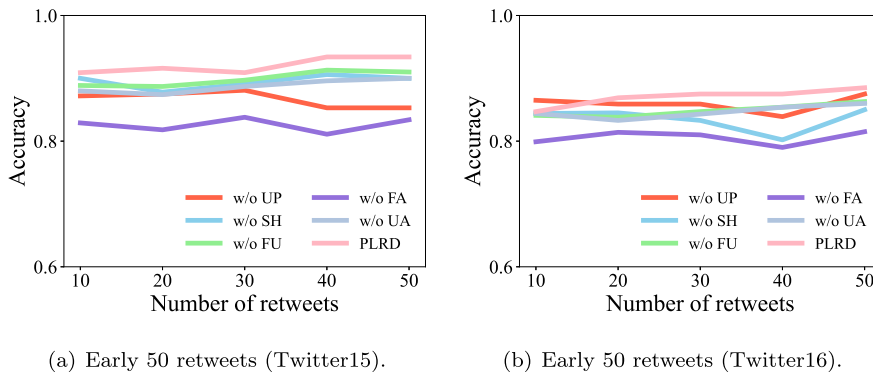 1.0
0.8
0.6
Accuracy
w/o UP
w/o SH
w/o FU
w/o FA
w/o UA
PLRD
10 20 30 40 50
Number of retweets
(a) Early 50 retweets (Twitter15).
1.0
0.8
0.6
Accuracy
w/o UP
w/o SH
w/o FU
w/o FA
w/o UA
PLRD
10 20 30 40 50
Number of retweets
(b) Early 50 retweets (Twitter16).